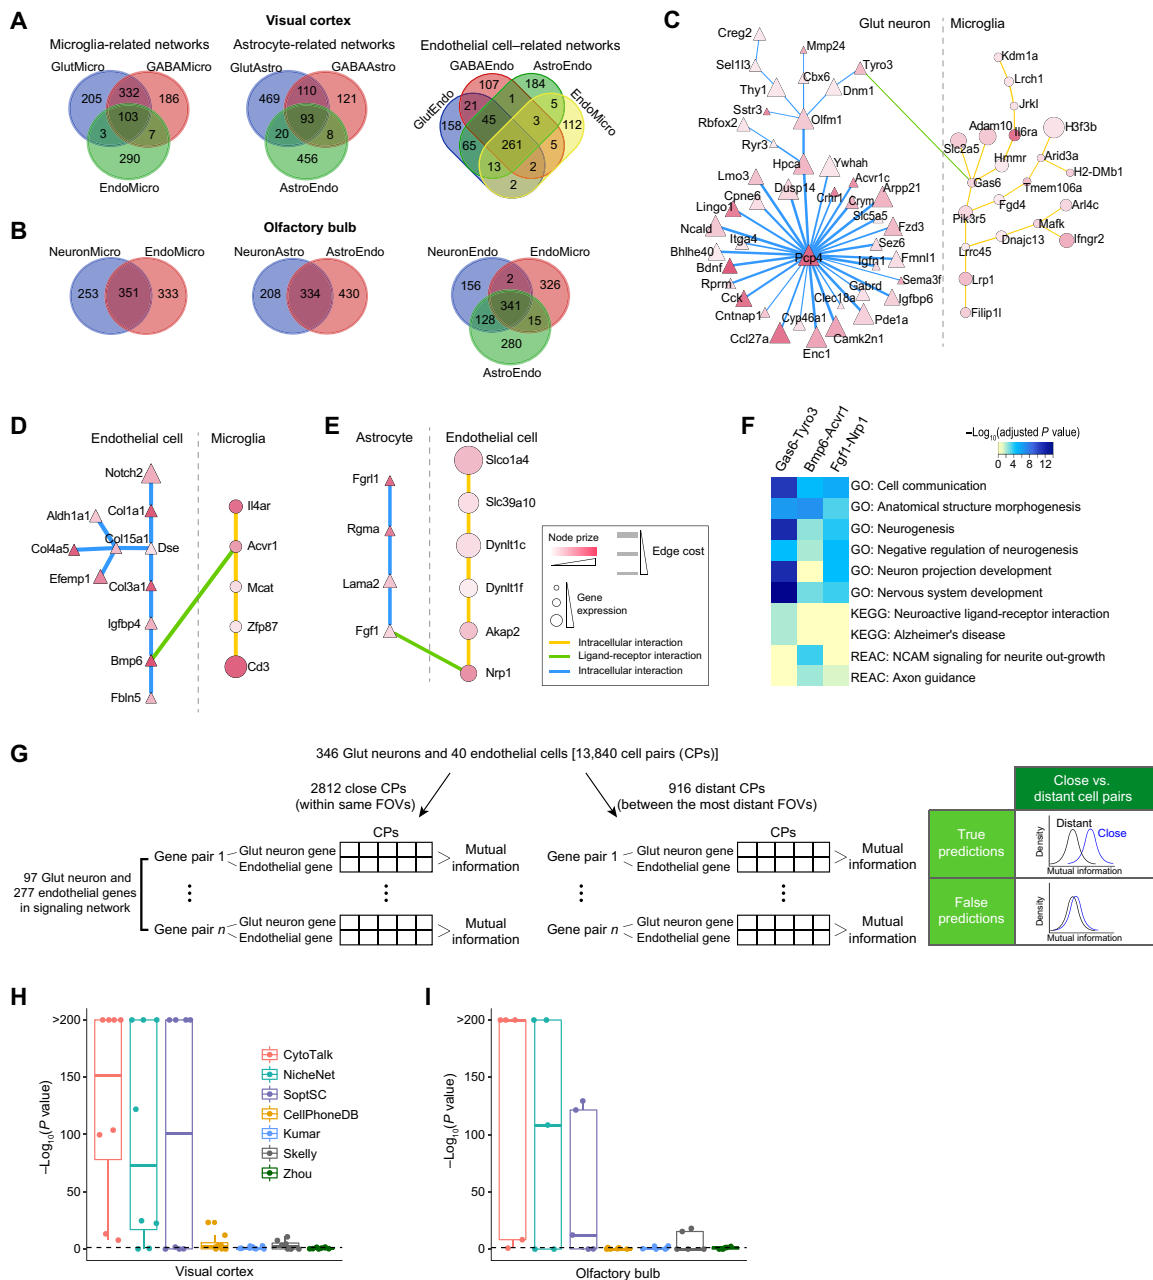 A
Visual cortex
Microglia-related networks
Astrocyte-related networks
Endothelial cell–related networks
GlutMicro
GABAMicro
205
332
186
103
3
7
290
EndoMicro
GlutAstro
GABAAstro
469
110
121
93
20
8
456
AstroEndo
GABAEndo
AstroEndo
GlutEndo
EndoMicro
107
184
21
1
5
158
45
3
112
65
261
5
13
2
2
B
Olfactory bulb
NeuronMicro
EndoMicro
253
351
333
NeuronAstro
AstroEndo
208
334
430
NeuronEndo
EndoMicro
156
2
326
341
128
15
280
AstroEndo
C
Glut neuron
Microglia
Creg2
Mmp24
Sel1l3
Cbx6
Tyro3
Thy1
Dnm1
Sstr3
Olfm1
Rbfox2
Ryr3
Hpca
Ywhah
Lmo3
Acvr1c
Cpne6
Dusp14
Crhr1
Crym
Arpp21
Lingo1
Slc5a5
Ncald
Fzd3
Itga4
Sez6
Bhlhe40
Pcp4
Igfn1
Fmnl1
Bdnf
Sema3f
Rprm
Gabrd
Cck
Clec18a
Igfbp6
Cntnap1
Cyp46a1
Pde1a
Ccl27a
Camk2n1
Enc1
Kdm1a
Lrch1
Jrkl
Adam10
Il6ra
H3f3b
Slc2a5
Hmmr
Arid3a
Gas6
H2-DMb1
Tmem106a
Pik3r5
Fgd4
Arl4c
Mafk
Lrrc45
Dnajc13
Ifngr2
Lrp1
Filip1l
D
Endothelial cell
Microglia
Notch2
Col1a1
Aldh1a1
Col15a1
Col4a5
Dse
Efemp1
Col3a1
Igfbp4
Bmp6
Fbln5
Il4ar
Acvr1
Mcat
Zfp87
Cd3
E
Astrocyte
Endothelial cell
Fgrl1
Rgma
Lama2
Fgf1
Slco1a4
Slc39a10
Dynlt1c
Dynlt1f
Akap2
Nrp1
Node prize
Edge cost
Gene
expression
Intracellular interaction
Ligand-receptor interaction
Intracellular interaction
F
Gas6-Tyro3
Bmp6-Acvr1
Fgf1-Nrp1
–Log10(adjusted P value)
0 4 8 12
GO: Cell communication
GO: Anatomical structure morphogenesis
GO: Neurogenesis
GO: Negative regulation of neurogenesis
GO: Neuron projection development
GO: Nervous system development
KEGG: Neuroactive ligand-receptor interaction
KEGG: Alzheimer's disease
REAC: NCAM signaling for neurite out-growth
REAC: Axon guidance
G
346 Glut neurons and 40 endothelial cells [13,840 cell pairs (CPs)]
2812 close CPs
(within same FOVs)
916 distant CPs
(between the most distant FOVs)
CPs
CPs
97 Glut neuron and
277 endothelial genes
in signaling network
Gene pair 1
Glut neuron gene
Endothelial gene
Mutual
information
Gene pair n
Glut neuron gene
Endothelial gene
Mutual
information
Gene pair 1
Glut neuron gene
Endothelial gene
Mutual
information
Gene pair n
Glut neuron gene
Endothelial gene
Mutual
information
Close vs.
distant cell pairs
True
predictions
Distant
Close
Density
Mutual information
False
predictions
Density
Mutual information
H
–Log10(P value)
>200
150
100
50
0
Visual cortex
CytoTalk
NicheNet
SoptSC
CellPhoneDB
Kumar
Skelly
Zhou
I
–Log10(P value)
>200
150
100
50
0
Olfactory bulb